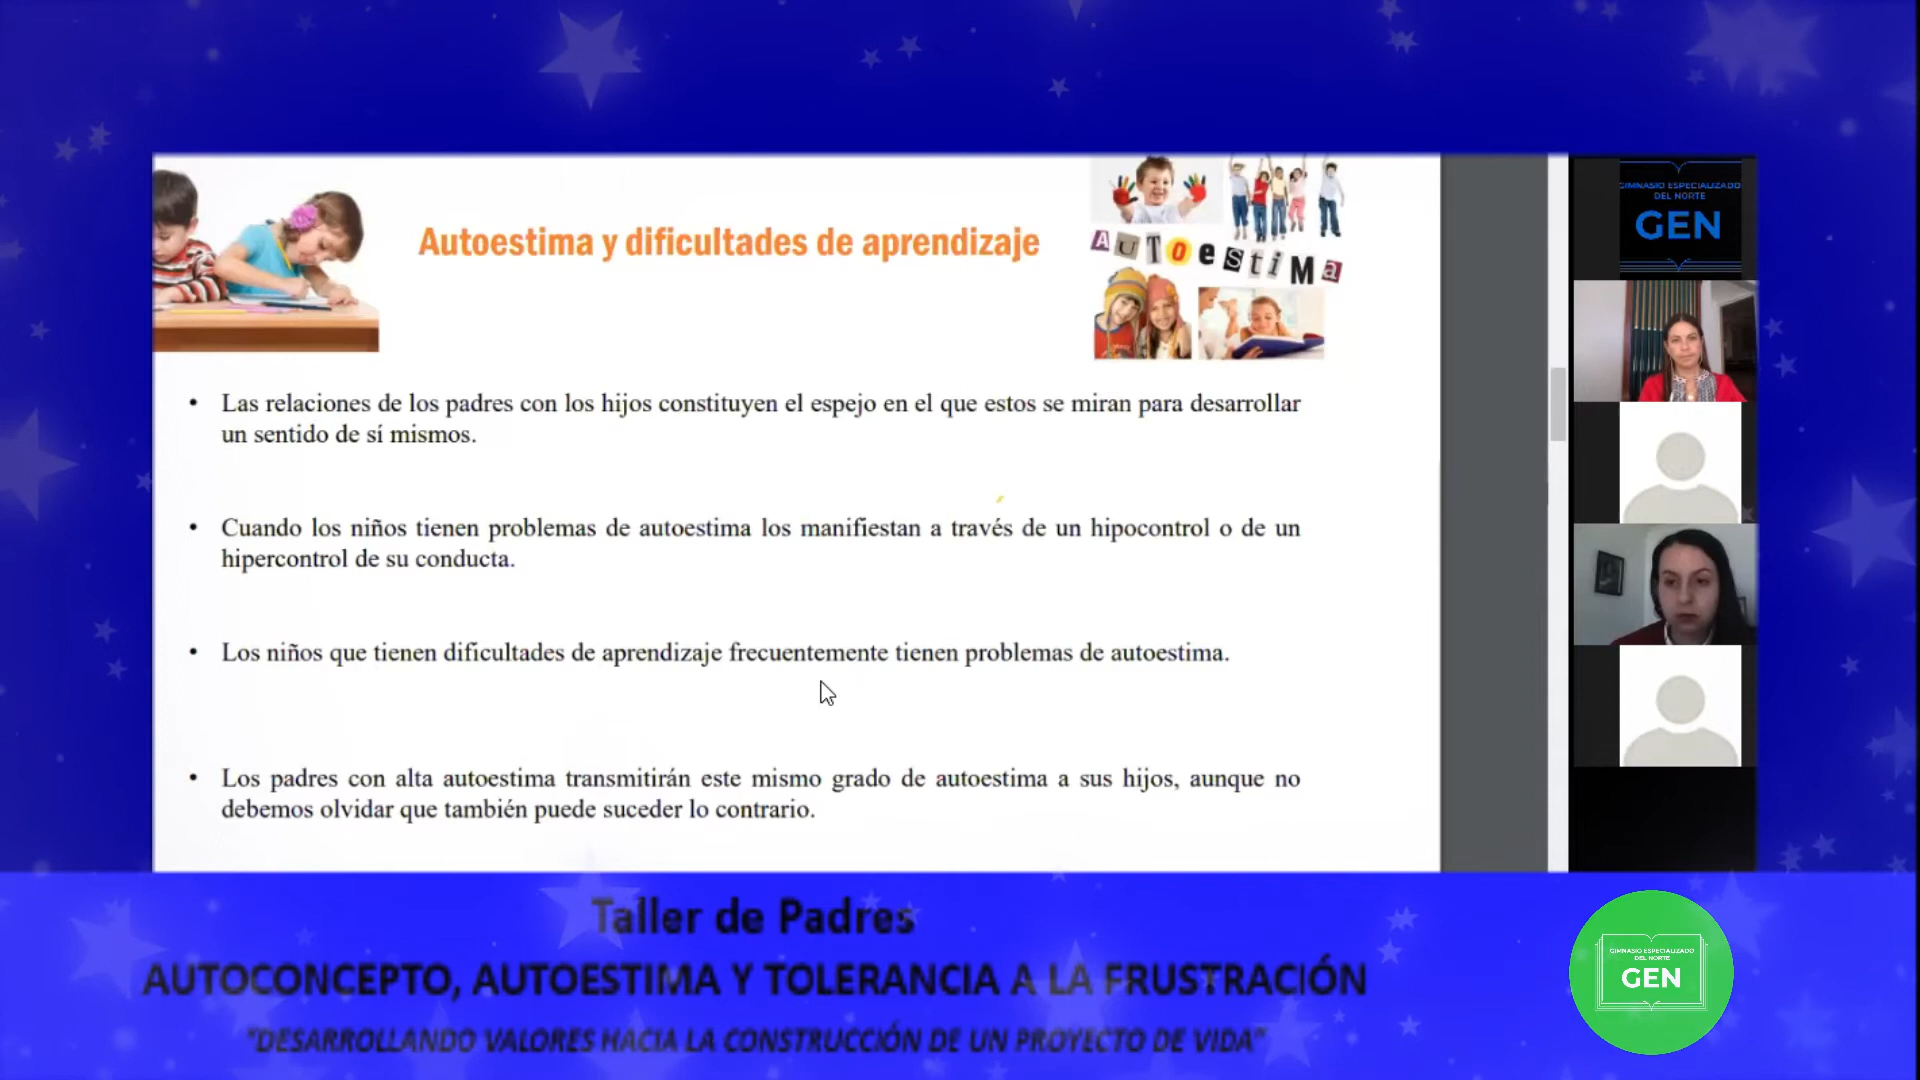 Autoestima y dificultades de aprendizaje
AUToEStiMa
• Las relaciones de los padres con los hijos constituyen el espejo en el que estos se miran para desarrollar
un sentido de sí mismos.
• Cuando los niños tienen problemas de autoestima los manifiestan a través de un hipocontrol o de un
hipercontrol de su conducta.
• Los niños que tienen dificultades de aprendizaje frecuentemente tienen problemas de autoestima.
• Los padres con alta autoestima transmitirán este mismo grado de autoestima a sus hijos, aunque no
debemos olvidar que también puede suceder lo contrario.
GIMNASIO ESPECIALIZADO
DEL NORTE
GEN
Taller de Padres
AUTOCONCEPTO, AUTOESTIMA Y TOLERANCIA A LA FRUSTRACIÓN
"DESARROLLANDO VALORES HACIA LA CONSTRUCCIÓN DE UN PROYECTO DE VIDA"
GIMNASIO ESPECIALIZADO
DEL NORTE
GEN